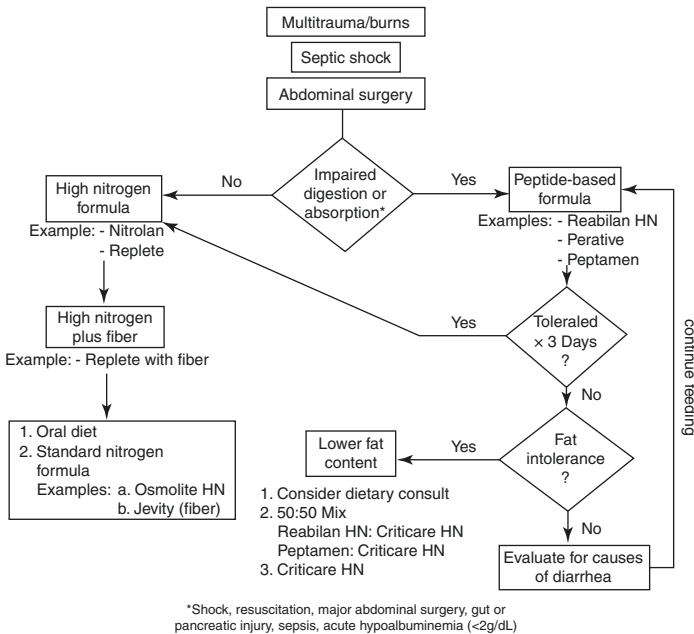 Multitrauma/burns
Septic shock
Abdominal surgery
Impaired
digestion or
absorption*
No
Yes
High nitrogen
formula
Example: - Nitrolan
- Replete
Peptide-based
formula
Examples: - Reabilan HN
- Perative
- Peptamen
High nitrogen
plus fiber
Example: - Replete with fiber
Yes
Toleraled
× 3 Days
?
No
continue feeding
1. Oral diet
2. Standard nitrogen
formula
Examples: a. Osmolite HN
b. Jevity (fiber)
Lower fat
content
Yes
Fat
intolerance
?
1. Consider dietary consult
2. 50:50 Mix
Reabilan HN: Criticare HN
Peptamen: Criticare HN
3. Criticare HN
No
Evaluate for causes
of diarrhea
*Shock, resuscitation, major abdominal surgery, gut or
pancreatic injury, sepsis, acute hypoalbuminemia (<2g/dL)